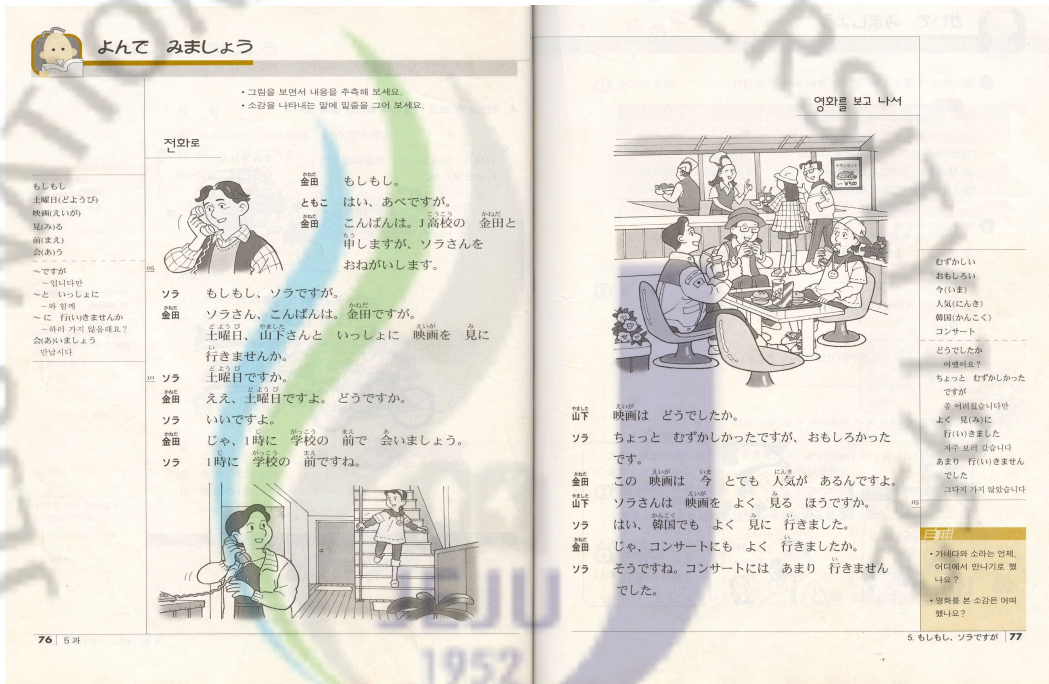 よんで みましょう
• 그림을 보면서 내용을 추측해 보세요.
• 소감을 나타내는 말에 밑줄을 그어 보세요.
もしもし
土曜日(どようび)
映画(えいが)
見(み)る
前(まえ)
会(あ)う
～ですが
～입니다만
～と いっしょに
～와 함께
～に 行(い)きませんか
～하러 가지 않을래요?
会(あ)いましょう
만납시다
전화로
金田 もしもし。
ともこ はい、あべですが。
金田 こんばんは。J高校の 金田と
申しますが、ソラさんを
おねがいします。
05
ソラ もしもし、ソラですが。
金田 ソラさん、こんばんは。金田ですが。
土曜日、山下さんと いっしょに 映画を 見に
行きませんか。
10 ソラ 土曜日ですか。
金田 ええ、土曜日ですよ。どうですか。
ソラ いいですよ。
金田 じゃ、1時に 学校の 前で 会いましょう。
ソラ 1時に 学校の 前ですね。
76 5과
영화를 보고 나서
¥500
山下 映画は どうでしたか。
ソラ ちょっと むずかしかったですが、おもしろかった
です。
金田 この 映画は 今 とても 人気が あるんですよ。
山下 ソラさんは 映画を よく 見る ほうですか。
05
ソラ はい、韓国でも よく 見に 行きました。
金田 じゃ、コンサートにも よく 行きましたか。
ソラ そうですね。コンサートには あまり 行きません
でした。
むずかしい
おもしろい
今(いま)
人気(にんき)
韓国(かんこく)
コンサート
どうでしたか
어땠어요?
ちょっと むずかしかった
ですが
좀 어려웠습니다만
よく 見(み)に
行(い)きました
자주 보러 갔습니다
あまり 行(い)きません
でした
그다지 가지 않았습니다
• 가네다와 소라는 언제,
어디에서 만나기로 했
나요?
• 영화를 본 소감은 어떠
했나요?
5. もしもし、ソラですが 77
JEJU
1952